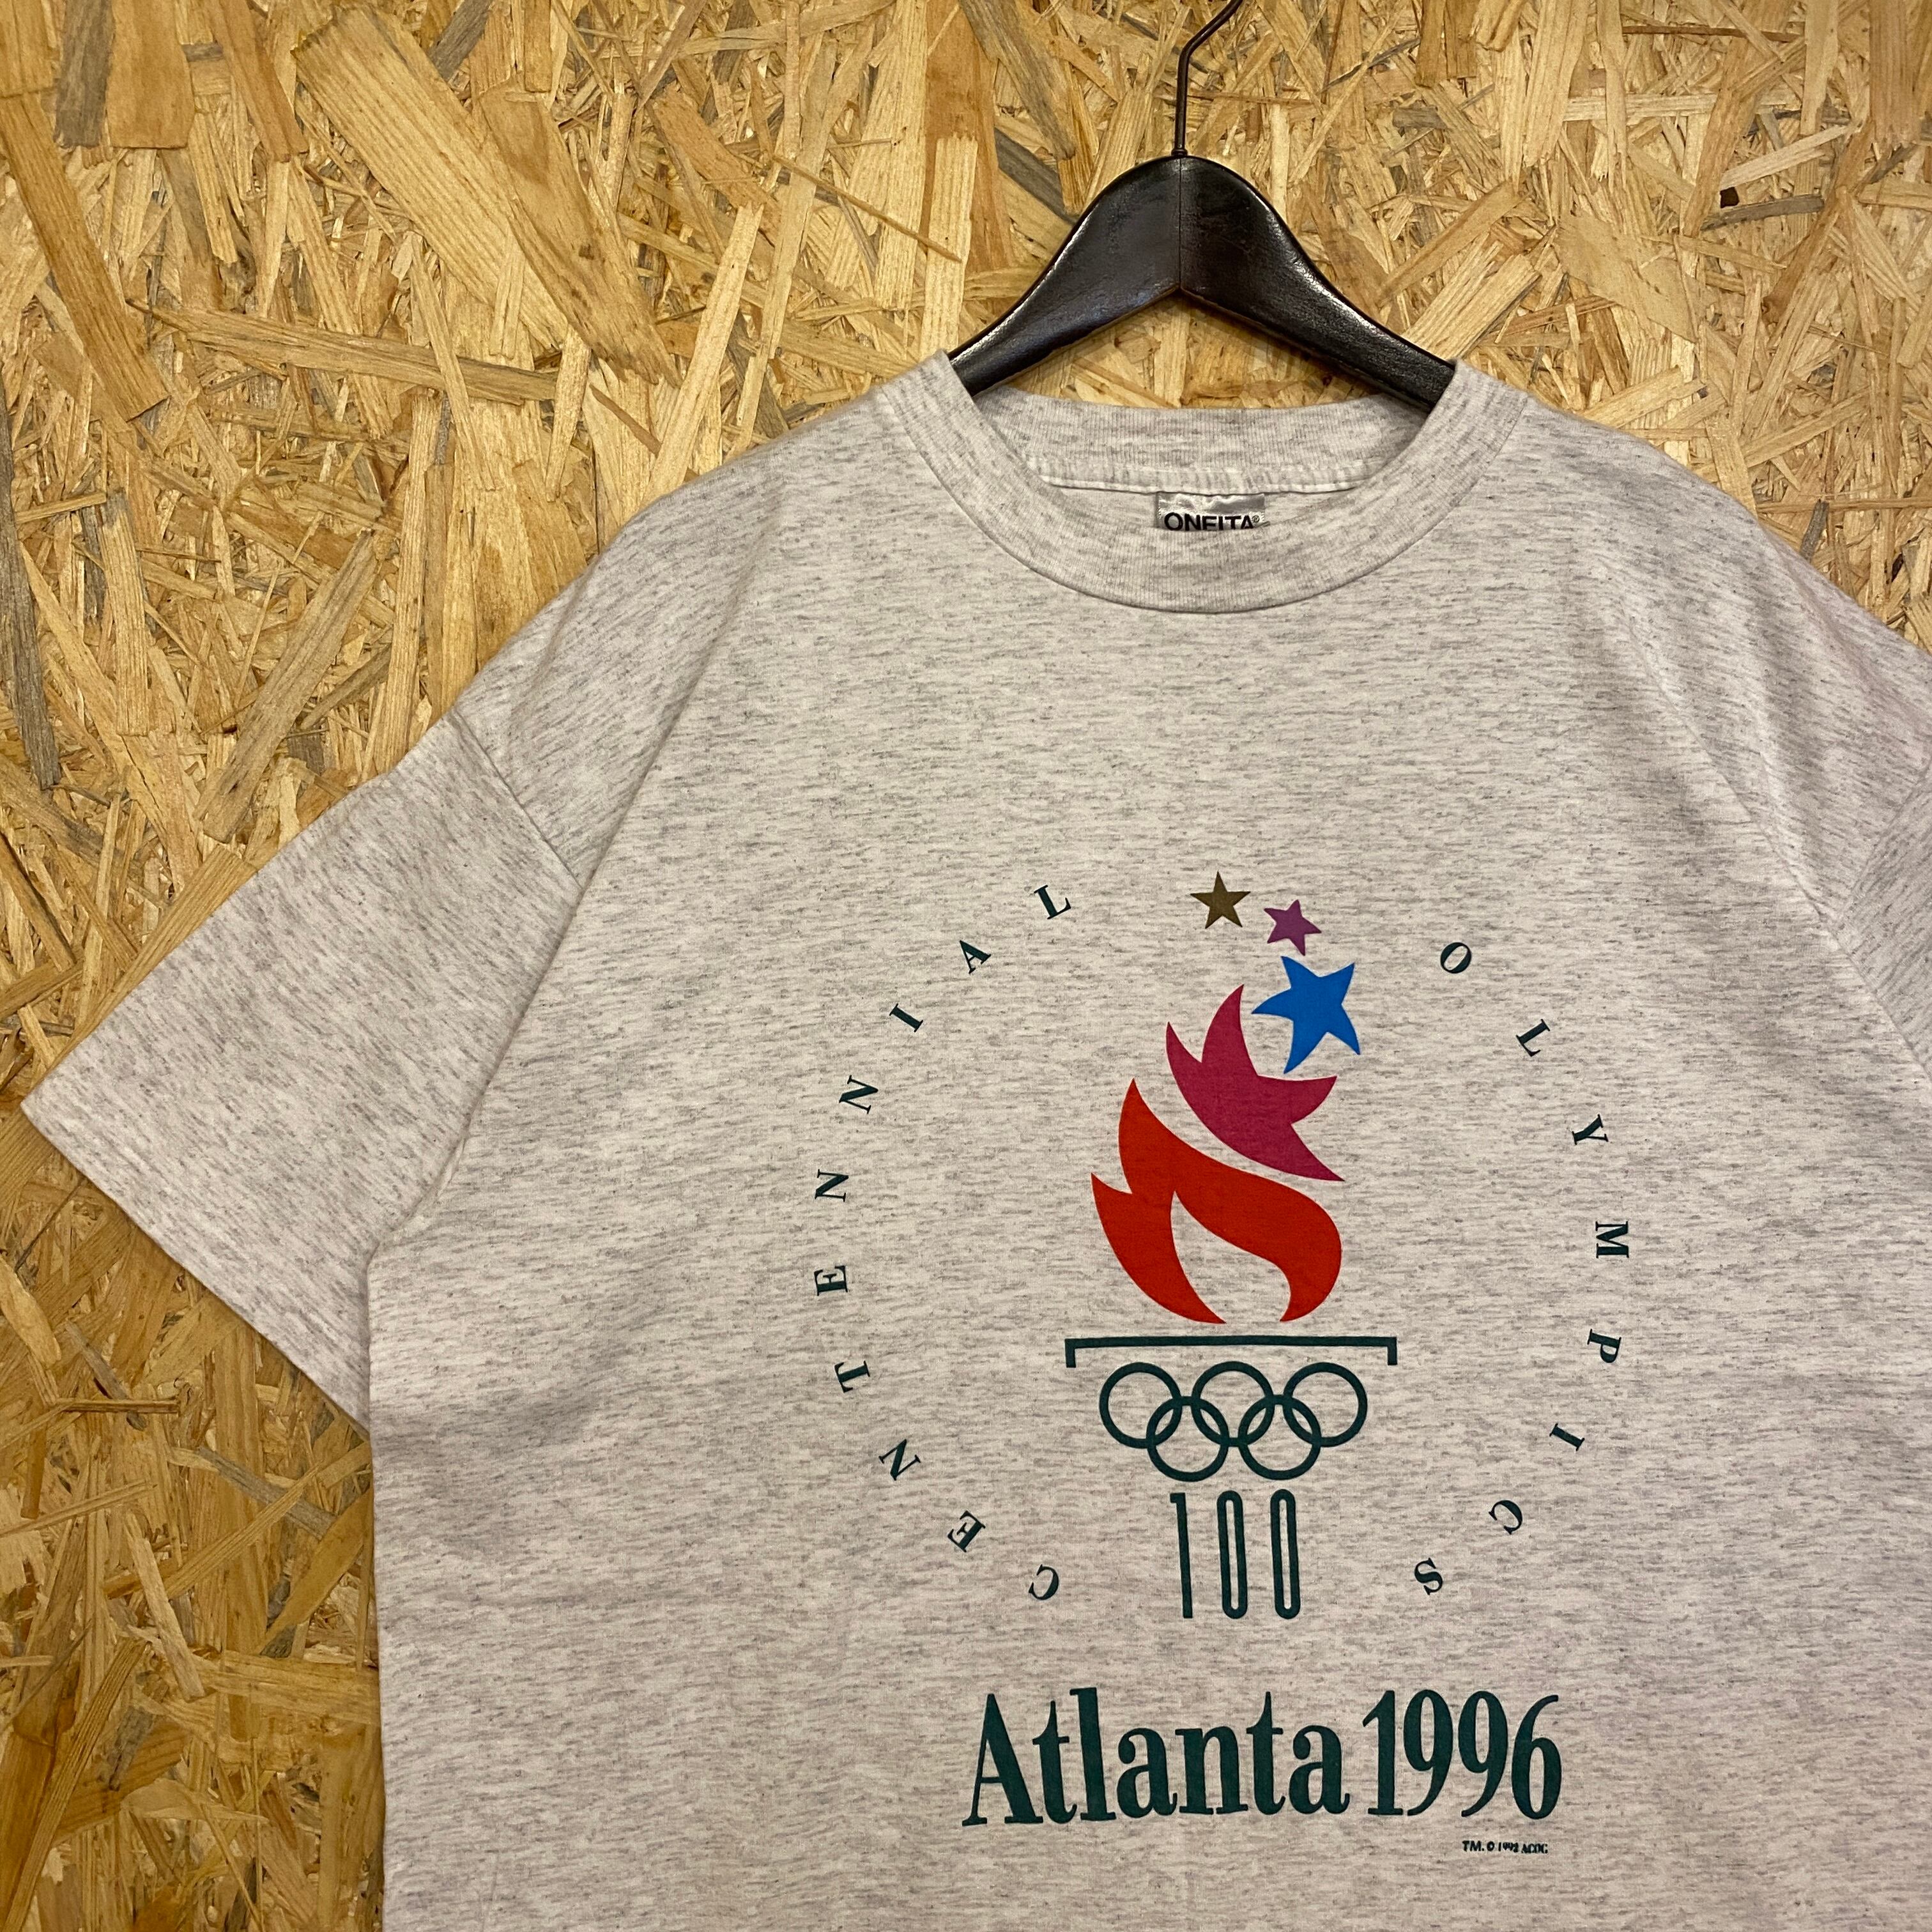 ONEITA®
CENTENNIAL OLYMPICS
100
Atlanta 1996
TM. © 1992 ACOG